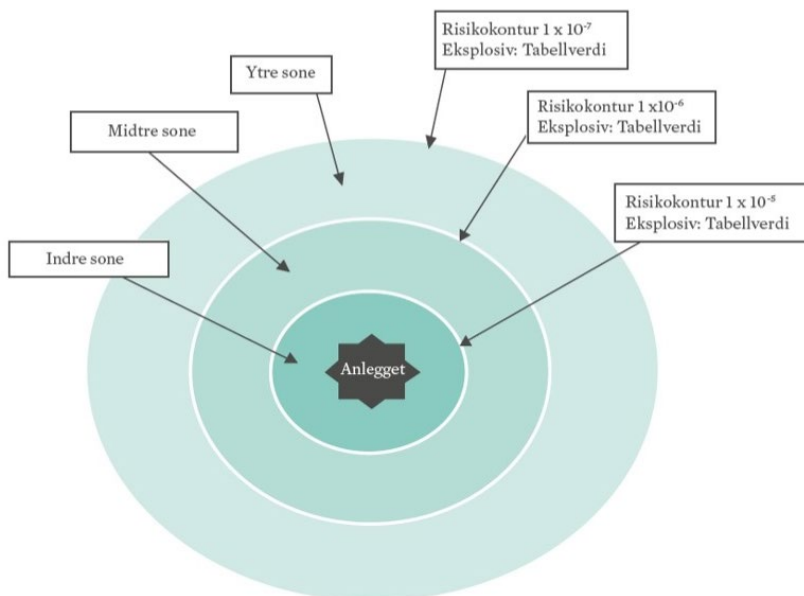 Risikokontur 1 x 10⁻⁷
Eksplosiv: Tabellverdi
Ytre sone
Risikokontur 1 x10⁻⁶
Eksplosiv: Tabellverdi
Midtre sone
Risikokontur 1 x 10⁻⁵
Eksplosiv: Tabellverdi
Indre sone
Anlegget